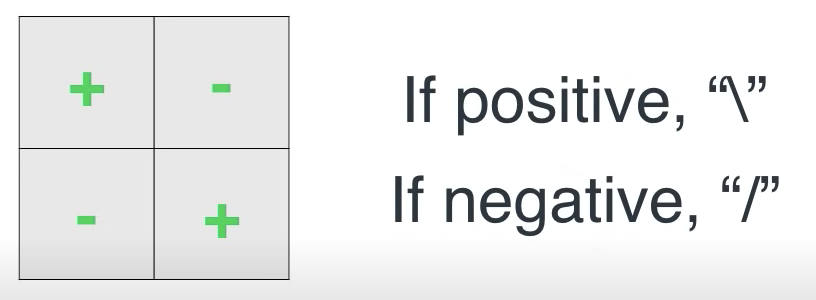 + -
- +
If positive, “\”
If negative, “/”